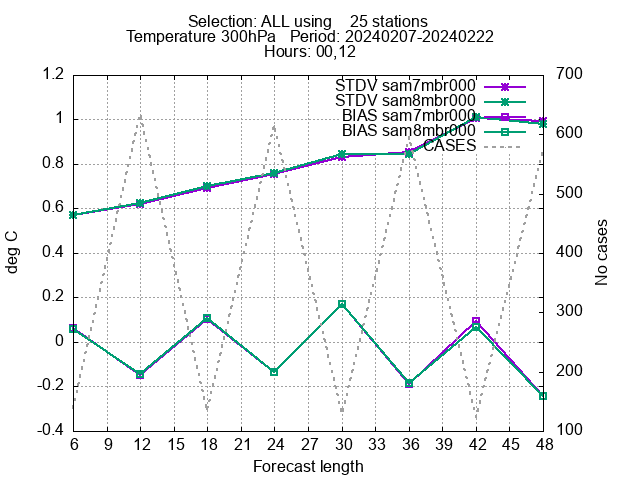 Selection: ALL using    25 stations
Temperature 300hPa   Period: 20240207-20240222
Hours: 00,12
1.2
1
0.8
0.6
0.4
0.2
0
-0.2
-0.4
deg C
STDV sam7mbr000
STDV sam8mbr000
BIAS sam7mbr000
BIAS sam8mbr000
CASES
700
600
500
400
300
200
100
No cases
6 12 18 24 27 30 33 36 39 42 45 48
Forecast length